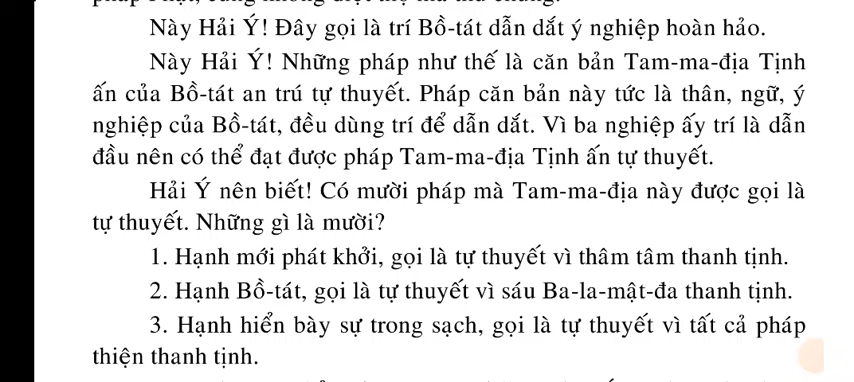 Này Hải Ý! Đây gọi là trí Bồ-tát dẫn dắt ý nghiệp hoàn hảo.
Này Hải Ý! Những pháp như thế là căn bản Tam-ma-địa Tịnh
ấn của Bồ-tát an trú tự thuyết. Pháp căn bản này tức là thân, ngữ, ý
nghiệp của Bồ-tát, đều dùng trí để dẫn dắt. Vì ba nghiệp ấy trí là dẫn
đầu nên có thể đạt được pháp Tam-ma-địa Tịnh ấn tự thuyết.
Hải Ý nên biết! Có mười pháp mà Tam-ma-địa này được gọi là
tự thuyết. Những gì là mười?
1. Hạnh mới phát khởi, gọi là tự thuyết vì thâm tâm thanh tịnh.
2. Hạnh Bồ-tát, gọi là tự thuyết vì sáu Ba-la-mật-đa thanh tịnh.
3. Hạnh hiển bày sự trong sạch, gọi là tự thuyết vì tất cả pháp
thiện thanh tịnh.